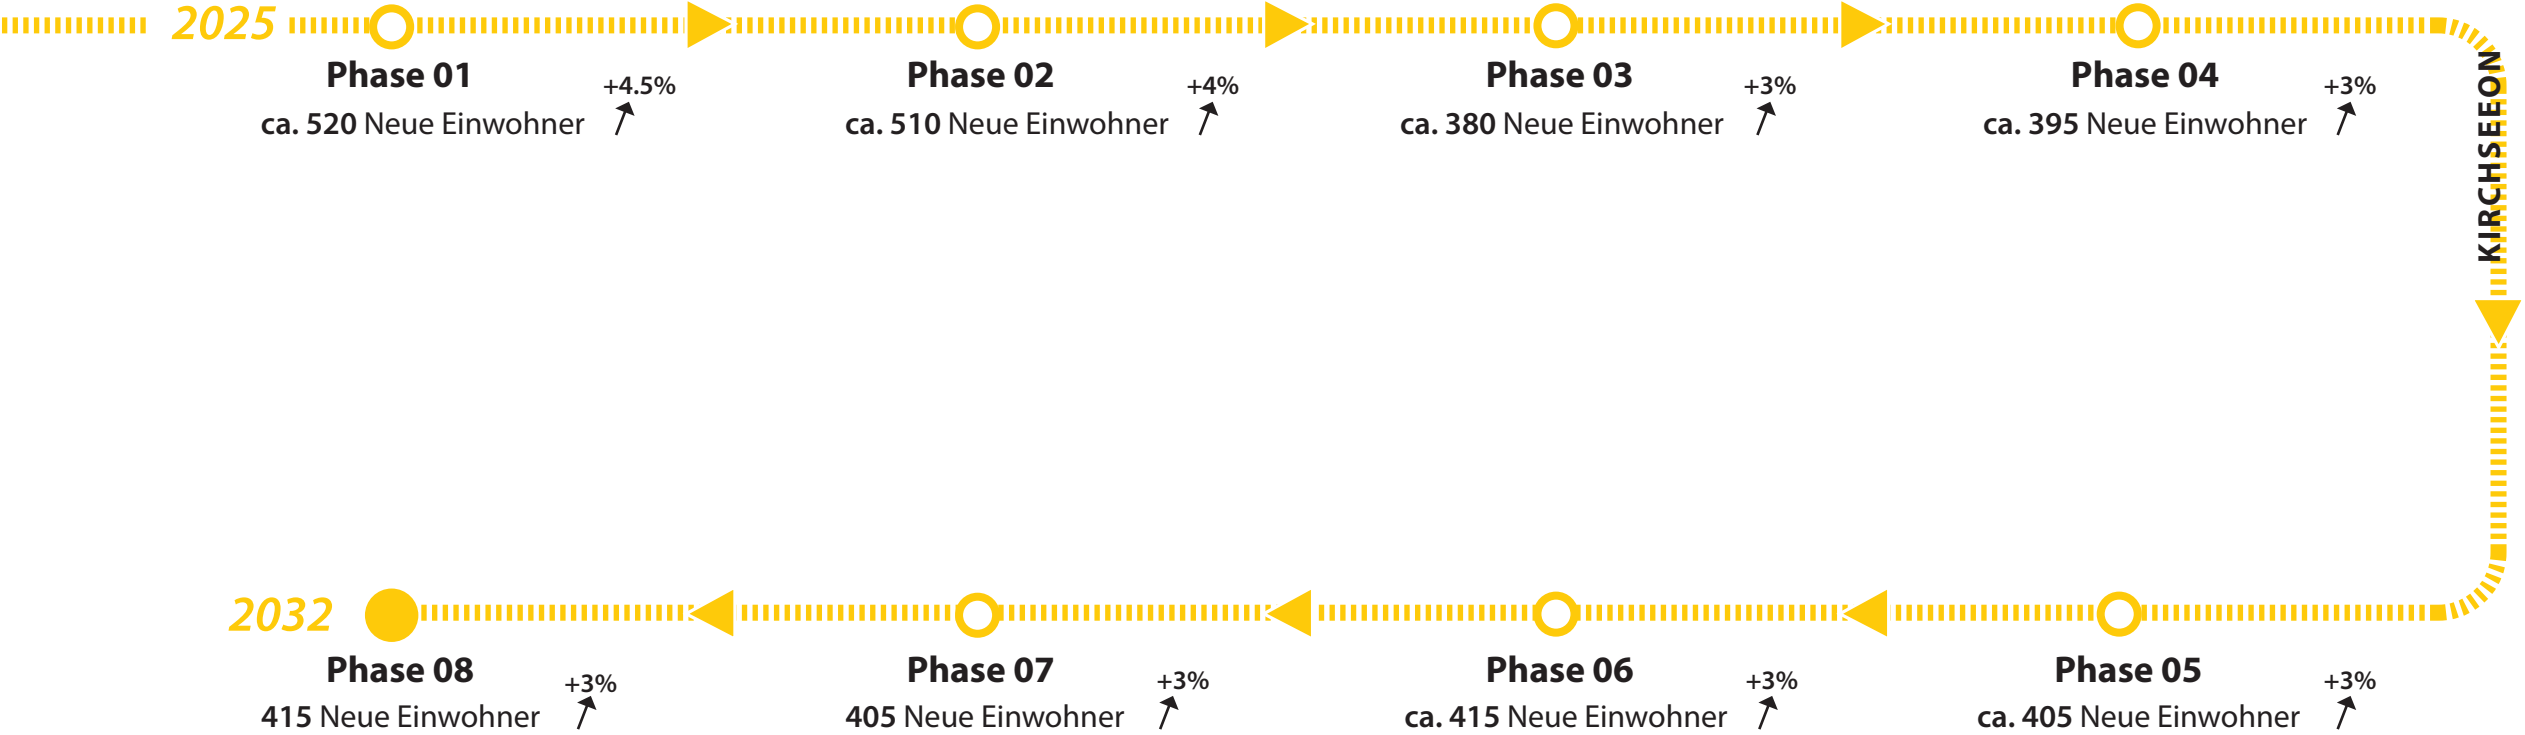 2025
Phase 01
+4.5%
ca. 520 Neue Einwohner
Phase 02
+4%
ca. 510 Neue Einwohner
Phase 03
+3%
ca. 380 Neue Einwohner
Phase 04
+3%
ca. 395 Neue Einwohner
KIRCHSEEON
2032
Phase 08
+3%
415 Neue Einwohner
Phase 07
+3%
405 Neue Einwohner
Phase 06
+3%
ca. 415 Neue Einwohner
Phase 05
+3%
ca. 405 Neue Einwohner